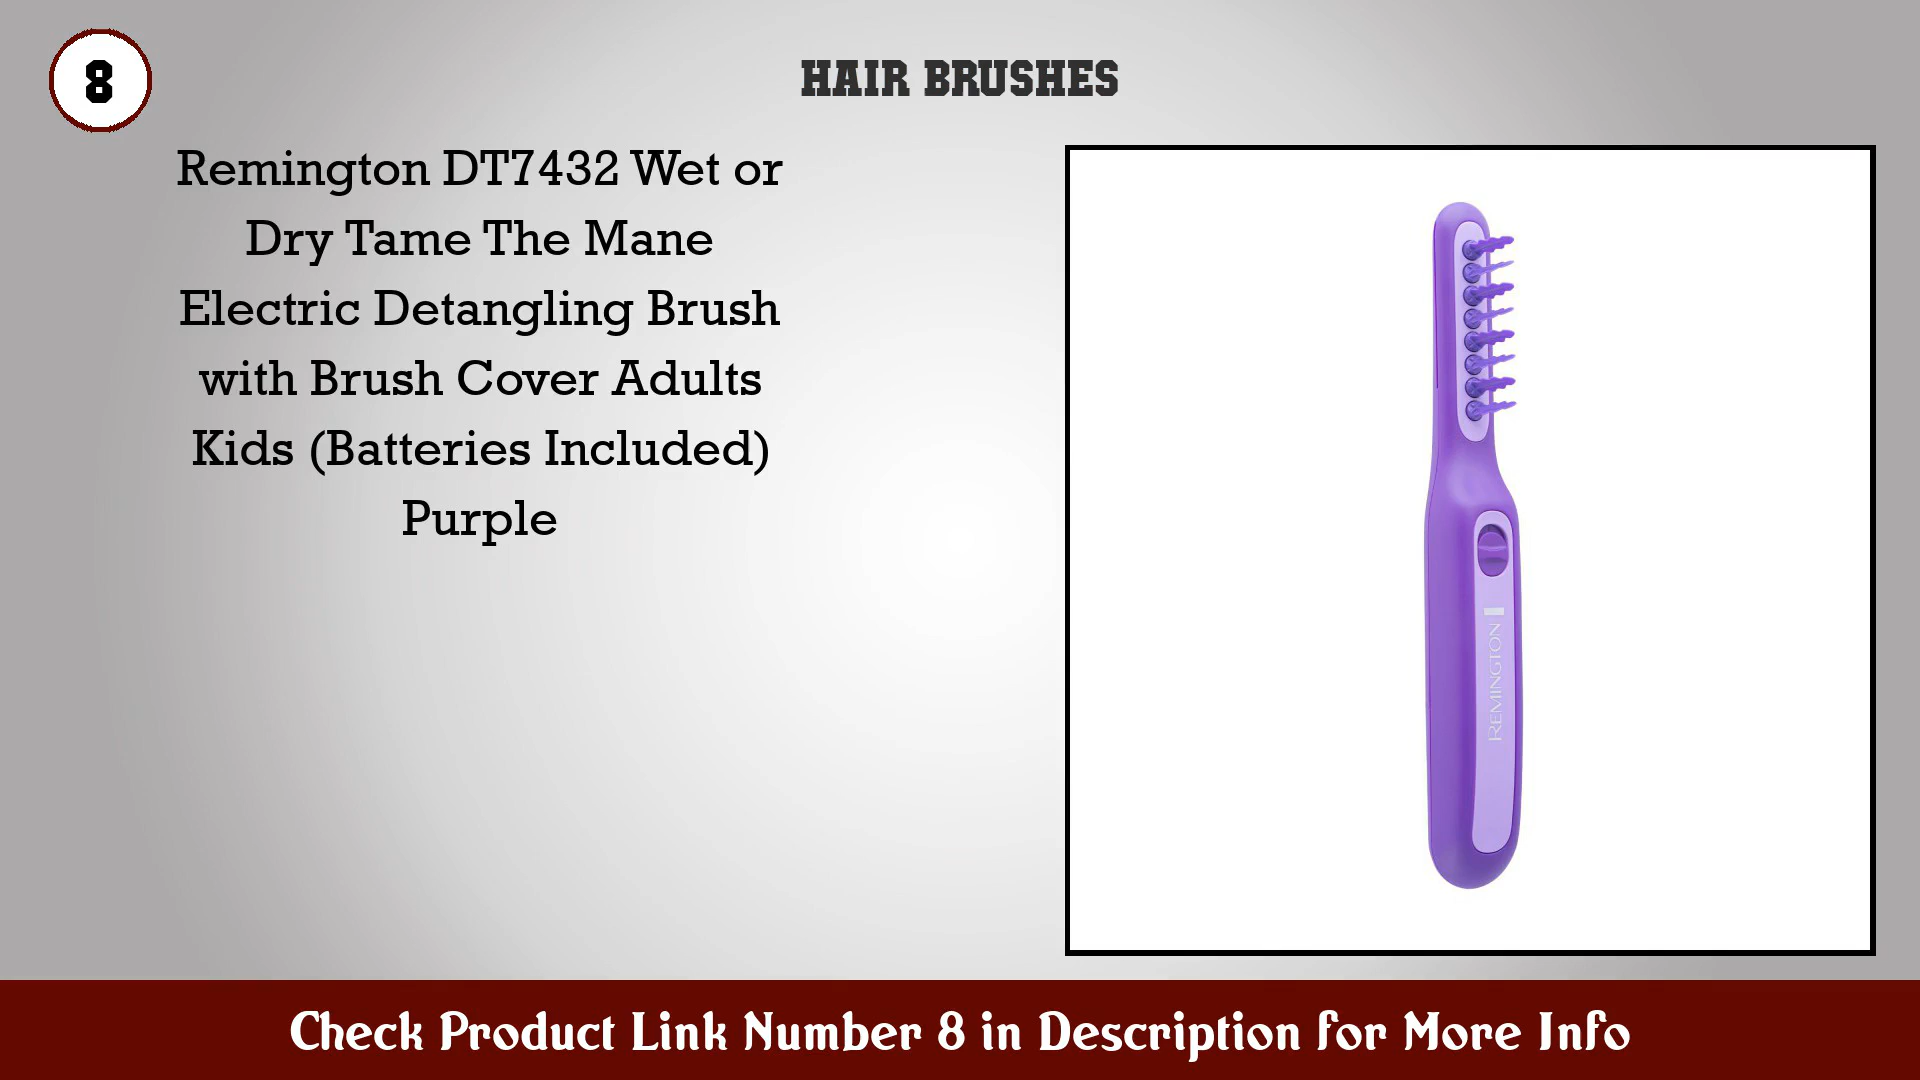 8
HAIR BRUSHES
Remington DT7432 Wet or
Dry Tame The Mane
Electric Detangling Brush
with Brush Cover Adults
Kids (Batteries Included)
Purple
REMINGTON
Check Product Link Number 8 in Description for More Info